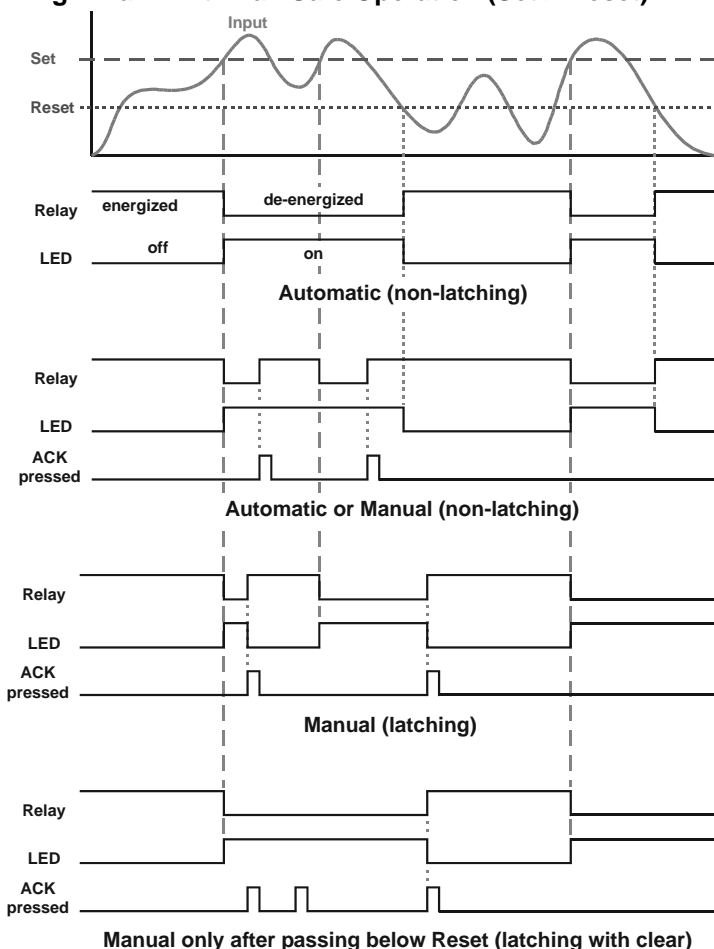 Input
Set
Reset
Relay energized de-energized
LED off on
Automatic (non-latching)
Relay
LED
ACK
pressed
Automatic or Manual (non-latching)
Relay
LED
ACK
pressed
Manual (latching)
Relay
LED
ACK
pressed
Manual only after passing below Reset (latching with clear)